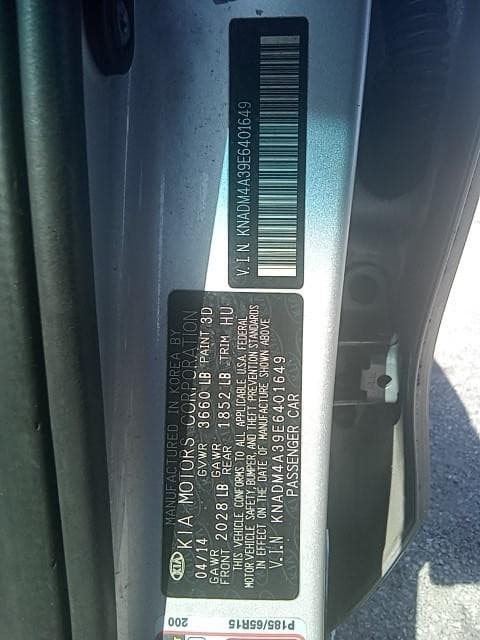 V.I.N KNADM4A39E6401649
MANUFACTURED IN KOREA BY
KIA KIA MOTORS CORPORATION
04/14 GVWR 3660 LB PAINT 3D
GAWR FRONT 2028 LB GAWR REAR 1852 LB TRIM HU
THIS VEHICLE CONFORMS TO ALL APPLICABLE U.S.A. FEDERAL
MOTOR VEHICLE SAFETY, BUMPER, AND THEFT PREVENTION STANDARDS
IN EFFECT ON THE DATE OF MANUFACTURE SHOWN ABOVE
V.I.N KNADM4A39E6401649
PASSENGER CAR
200
P185/65R15